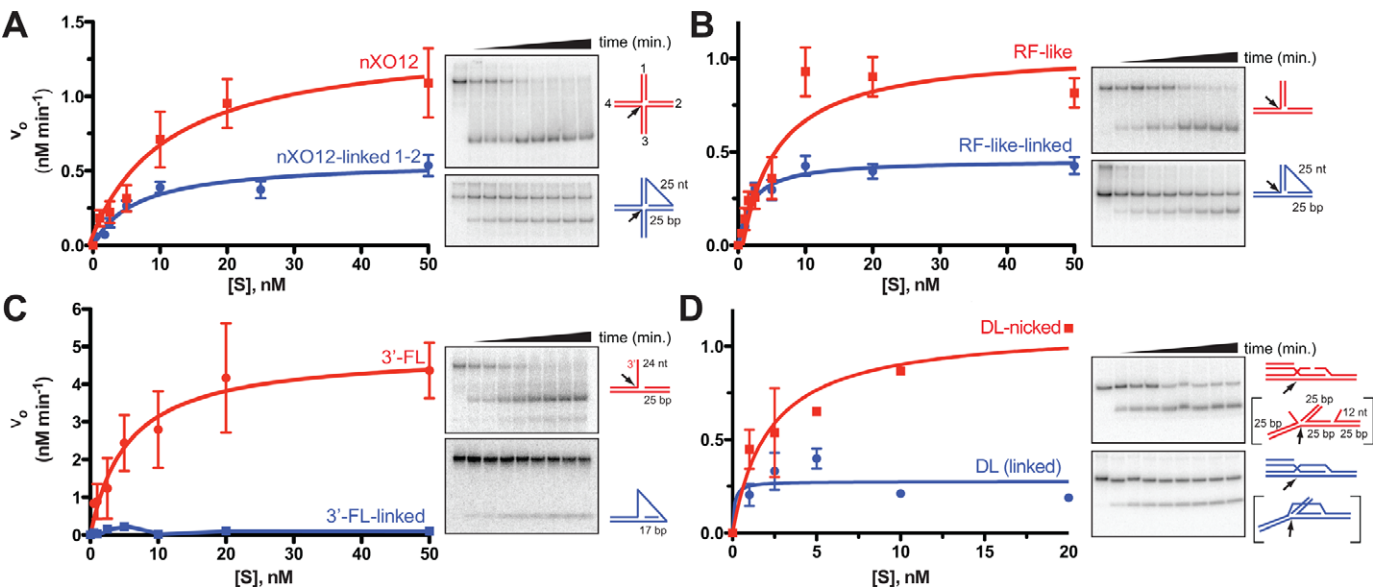 A
1.5
1.0
0.5
0.0
v₀
(nM min⁻¹)
0
10
20
30
40
50
[S], nM
nXO12
nXO12-linked 1-2
time (min.)
1
4
2
3
25 nt
25 bp
B
1.0
0.5
0.0
0
10
20
30
40
50
[S], nM
RF-like
RF-like-linked
time (min.)
25 nt
25 bp
C
6
5
4
3
2
1
0
v₀
(nM min⁻¹)
0
10
20
30
40
50
[S], nM
3'-FL
3'-FL-linked
time (min.)
3'
24 nt
25 bp
17 bp
D
1.0
0.5
0.0
0
5
10
15
20
[S], nM
DL-nicked
DL (linked)
time (min.)
25 bp
25 bp
12 nt
25 bp
25 bp